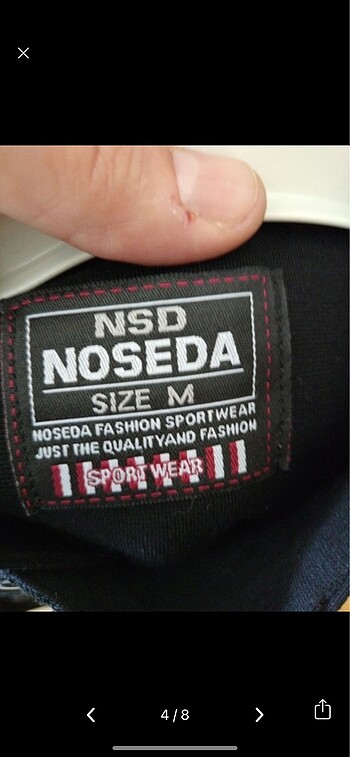 NSD
NOSEDA
SIZE M
NOSEDA FASHION SPORTWEAR
JUST THE QUALITYAND FASHION
SPORT WEAR
4/8